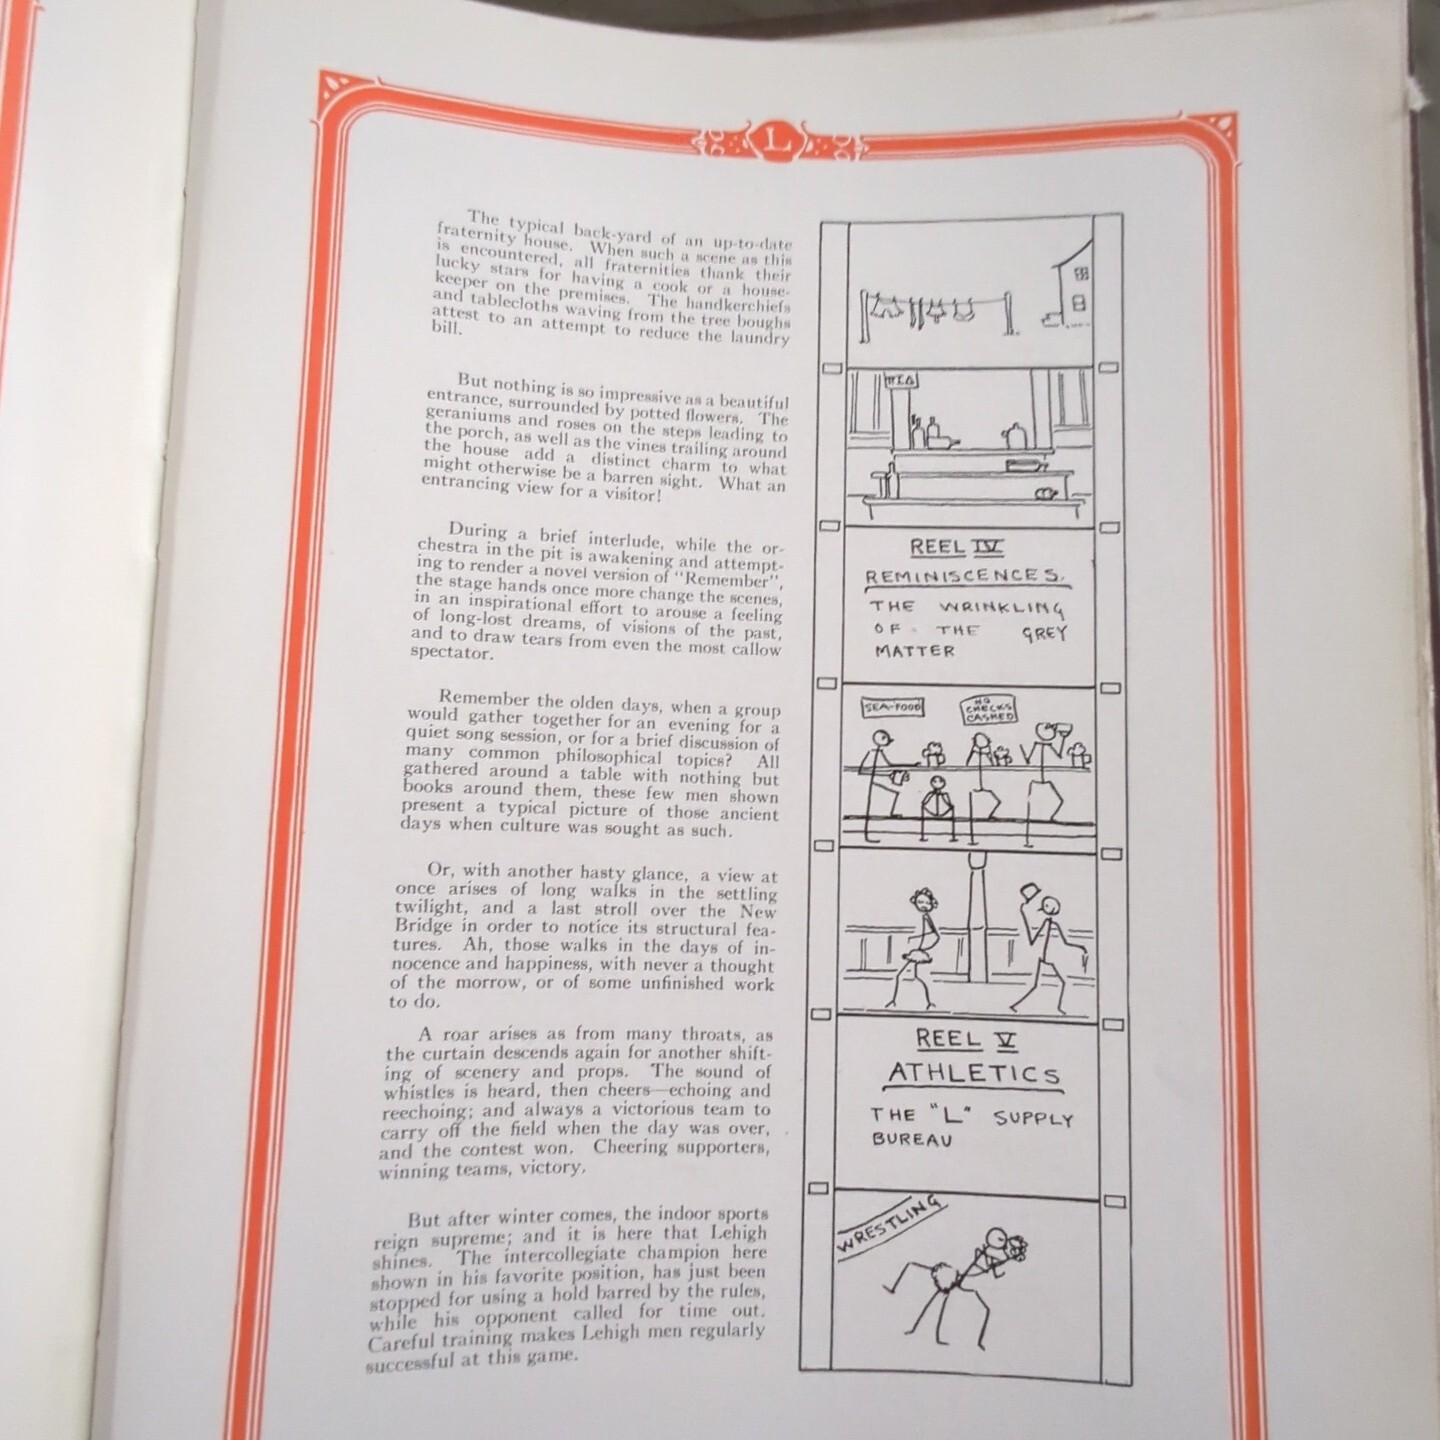 L
The typical back-yard of an up-to-date
fraternity house. When such a scene as this
is encountered, all fraternities thank their
lucky stars for having a cook or a house-
keeper on the premises. The handkerchiefs
and tablecloths waving from the tree boughs
attest to an attempt to reduce the laundry
bill.
But nothing is so impressive as a beautiful
entrance, surrounded by potted flowers. The
geraniums and roses on the steps leading to
the porch, as well as the vines trailing around
the house add a distinct charm to what
might otherwise be a barren sight. What an
entrancing view for a visitor!
During a brief interlude, while the or-
chestra in the pit is awakening and attempt-
ing to render a novel version of "Remember",
the stage hands once more change the scenes,
in an inspirational effort to arouse a feeling
of long-lost dreams, of visions of the past,
and to draw tears from even the most callow
spectator.
Remember the olden days, when a group
would gather together for an evening for a
quiet song session, or for a brief discussion of
many common philosophical topics? All
gathered around a table with nothing but
books around them, these few men shown
present a typical picture of those ancient
days when culture was sought as such.
Or, with another hasty glance, a view at
once arises of long walks in the settling
twilight, and a last stroll over the New
Bridge in order to notice its structural fea-
tures. Ah, those walks in the days of in-
nocence and happiness, with never a thought
of the morrow, or of some unfinished work
to do.
A roar arises as from many throats, as
the curtain descends again for another shift-
ing of scenery and props. The sound of
whistles is heard, then cheers—echoing and
reechoing; and always a victorious team to
carry off the field when the day was over,
and the contest won. Cheering supporters,
winning teams, victory.
But after winter comes, the indoor sports
reign supreme; and it is here that Lehigh
shines. The intercollegiate champion here
shown in his favorite position, has just been
stopped for using a hold barred by the rules,
while his opponent called for time out.
Careful training makes Lehigh men regularly
successful at this game.
REEL IV
REMINISCENCES.
THE WRINKLING
OF THE GREY
MATTER
SEA-FOOD
NO
CHECKS
CASHED
REEL V
ATHLETICS
THE "L" SUPPLY
BUREAU
WRESTLING